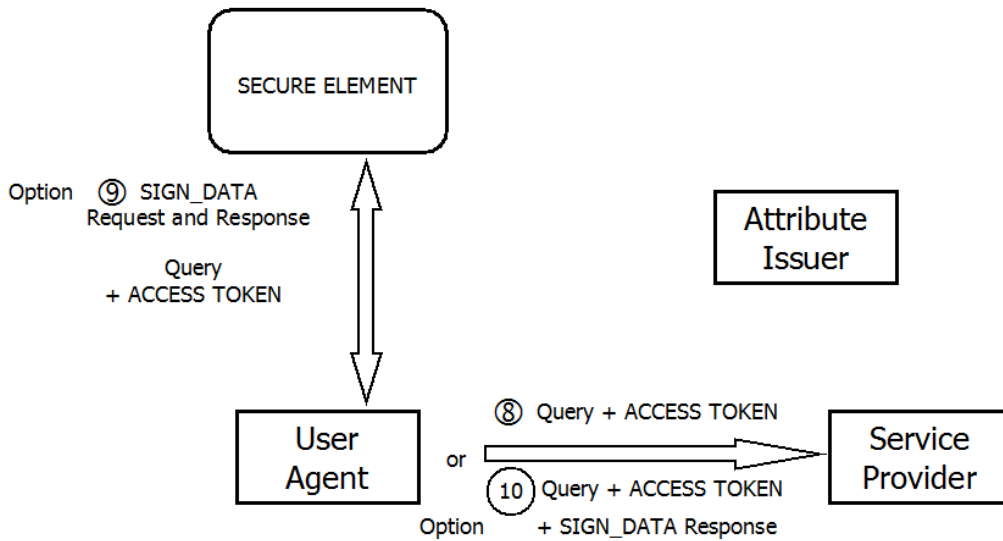 SECURE ELEMENT
Option ⑨ SIGN_DATA
Request and Response
Query
+ ACCESS TOKEN
Attribute
Issuer
User
Agent
⑧ Query + ACCESS TOKEN
or
⑩ Query + ACCESS TOKEN
Option + SIGN_DATA Response
Service
Provider